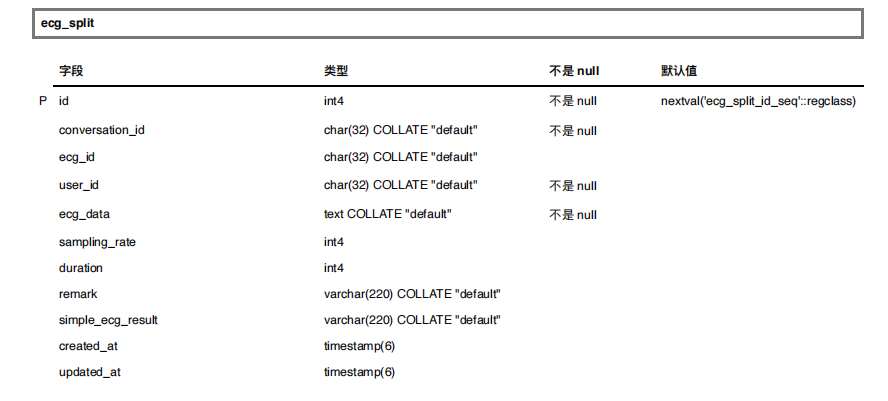 ecg_split
字段 类型 不是 null 默认值
P id int4 不是 null nextval('ecg_split_id_seq'::regclass)
conversation_id char(32) COLLATE "default" 不是 null
ecg_id char(32) COLLATE "default"
user_id char(32) COLLATE "default" 不是 null
ecg_data text COLLATE "default" 不是 null
sampling_rate int4
duration int4
remark varchar(220) COLLATE "default"
simple_ecg_result varchar(220) COLLATE "default"
created_at timestamp(6)
updated_at timestamp(6)